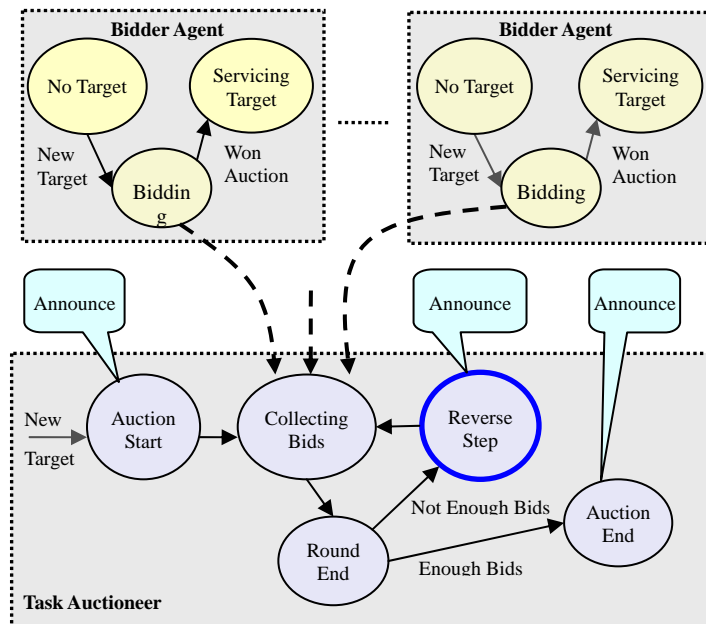 Bidder Agent
No Target
Servicing
Target
New
Target
Won
Auction
Biddin
g
Bidder Agent
No Target
Servicing
Target
New
Target
Won
Auction
Bidding
Announce
Announce
Announce
New
Target
Auction
Start
Collecting
Bids
Reverse
Step
Not Enough Bids
Auction
End
Round
End
Enough Bids
Task Auctioneer